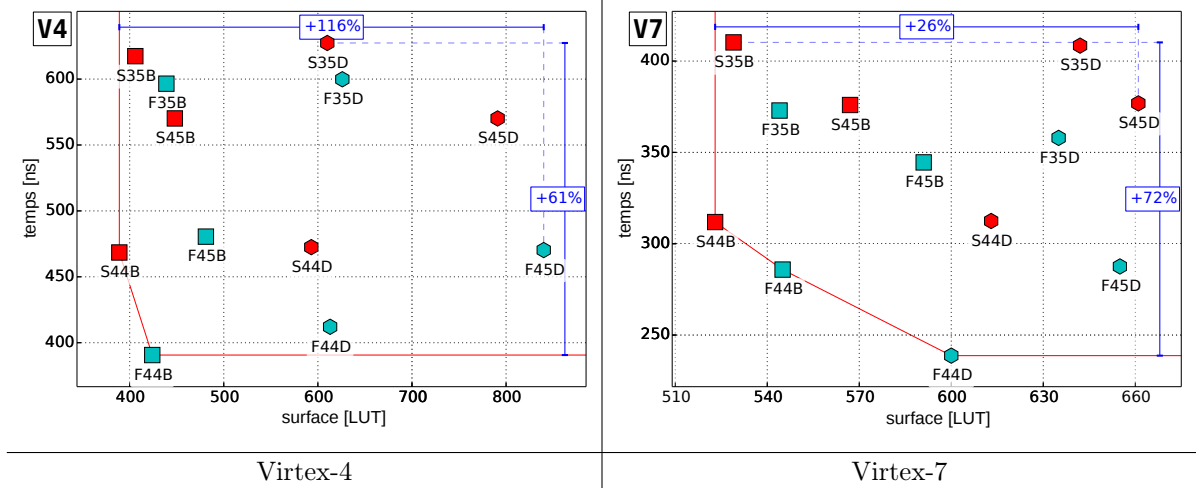 V4
+116%
S35D
S35B
F35D
F35B
S45B
S45D
+61%
F45B
S44D
F45D
S44B
F44D
F44B
600
550
500
450
400
temps [ns]
400 500 600 700 800
surface [LUT]
Virtex-4
V7
+26%
S35B
S35D
F35B
S45B
S45D
F35D
F45B
+72%
S44B
S44D
F44B
F45D
F44D
400
350
300
250
temps [ns]
510 540 570 600 630 660
surface [LUT]
Virtex-7